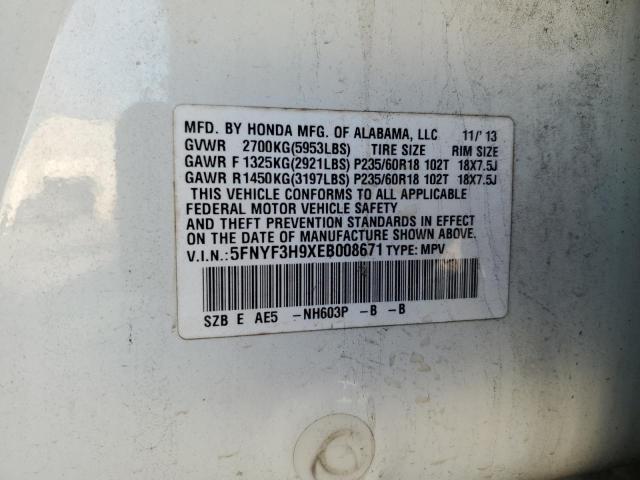 MFD. BY HONDA MFG. OF ALABAMA, LLC 11/'13
GVWR 2700KG(5953LBS) TIRE SIZE RIM SIZE
GAWR F 1325KG(2921LBS) P235/60R18 102T 18X7.5J
GAWR R 1450KG(3197LBS) P235/60R18 102T 18X7.5J
THIS VEHICLE CONFORMS TO ALL APPLICABLE
FEDERAL MOTOR VEHICLE SAFETY
AND THEFT PREVENTION STANDARDS IN EFFECT
ON THE DATE OF MANUFACTURE SHOWN ABOVE.
V.I.N.: 5FNYF3H9XEB008671 TYPE: MPV
SZB E AE5 -NH603P -B -B